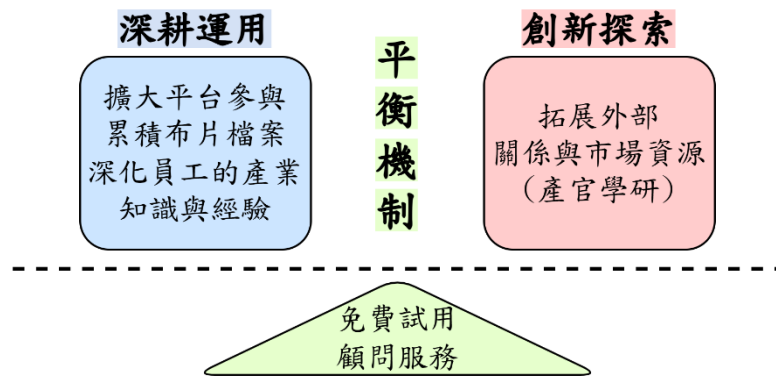 深耕運用
擴大平台參與
累積布片檔案
深化員工的產業
知識與經驗
平
衡
機
制
創新探索
拓展外部
關係與市場資源
(產官學研)
免費試用
顧問服務